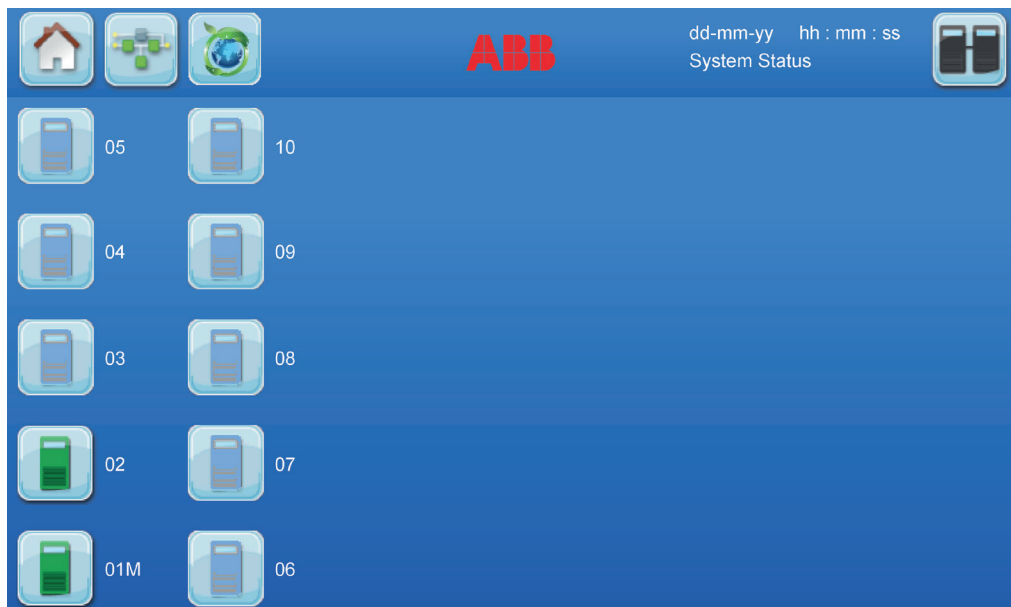 ABB
dd-mm-yy hh : mm : ss
System Status
05 10
04 09
03 08
02 07
01M 06